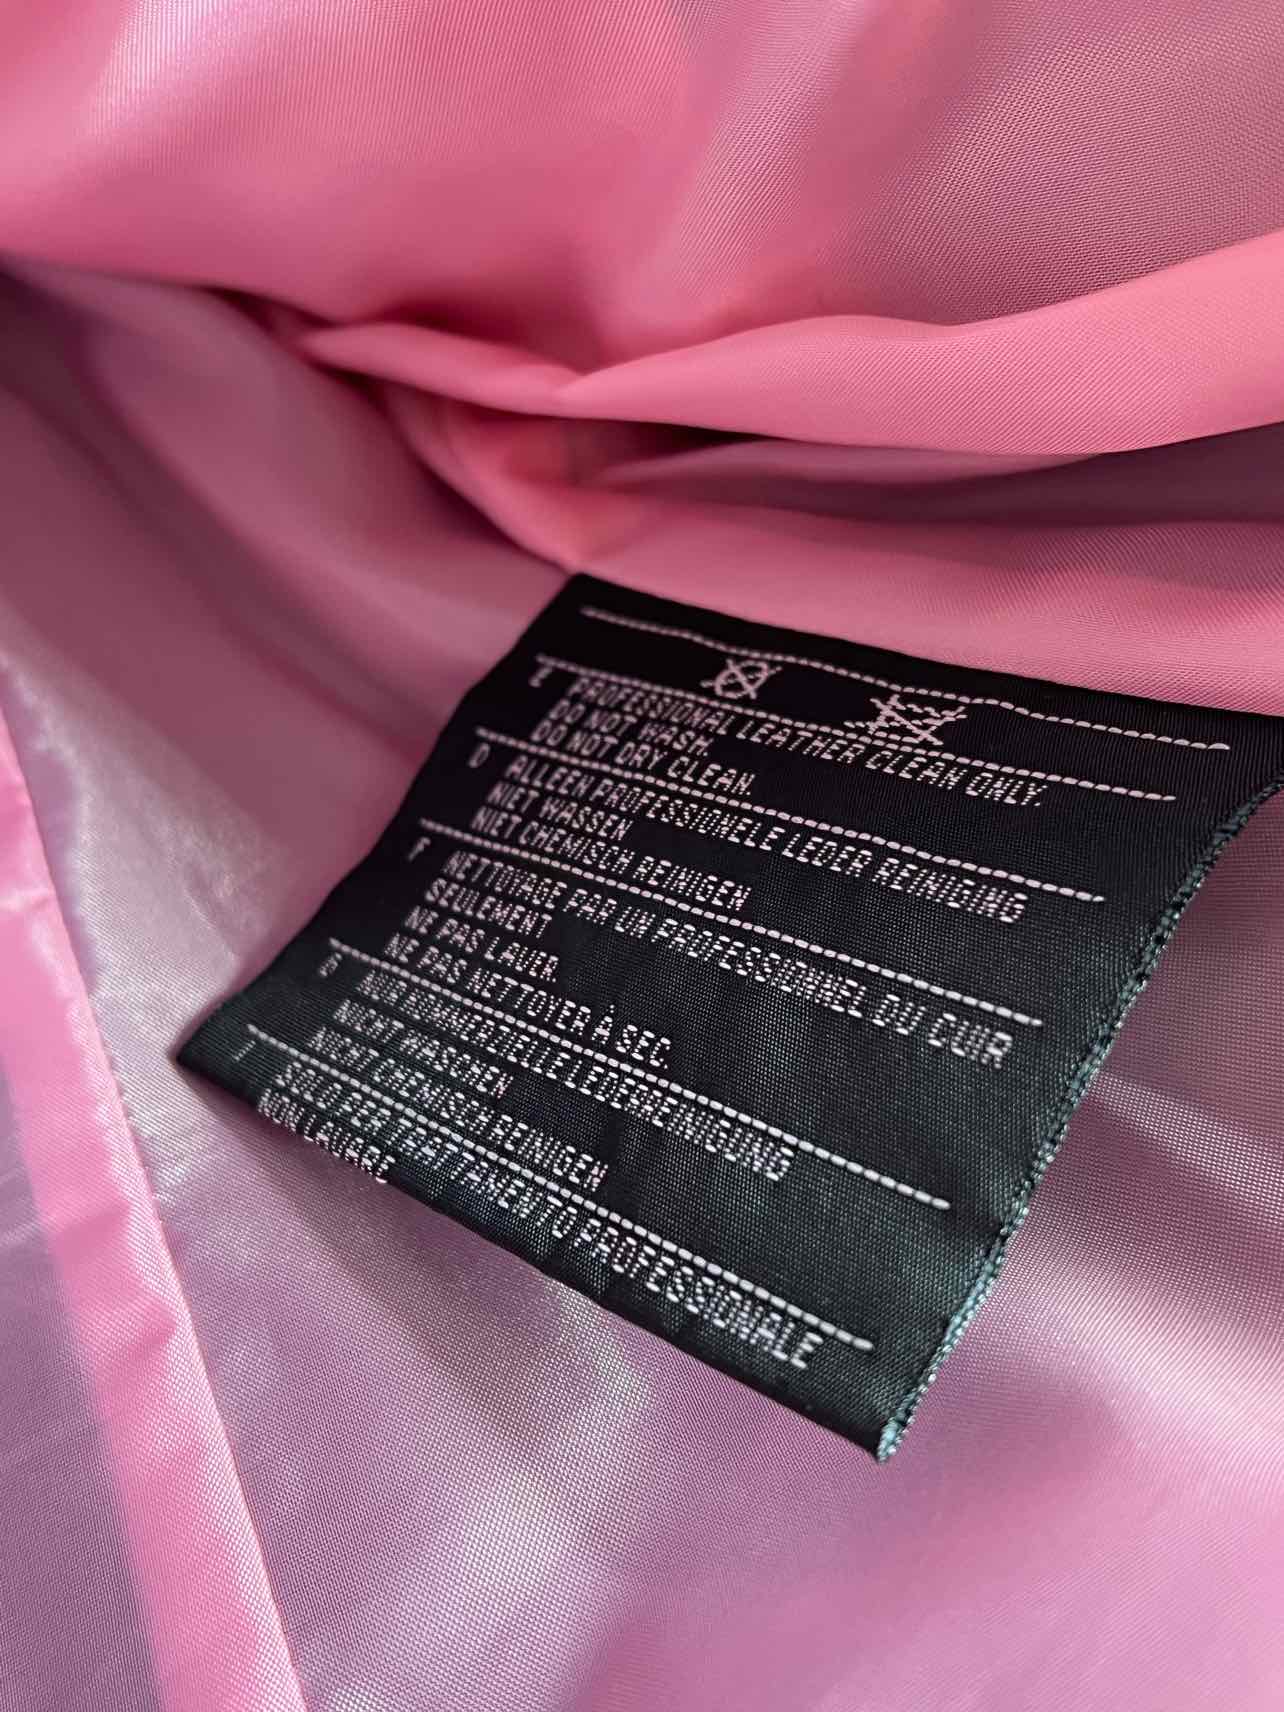 E PROFESSIONAL LEATHER CLEAN ONLY.
DO NOT WASH.
DO NOT DRY CLEAN.
D ALLEEN PROFESSIONELE LEDER REINIGING
NIET WASSEN
NIET CHEMISCH REINIGEN
F NETTOYAGE PAR UN PROFESSIONNEL DU CUIR
SEULEMENT
NE PAS LAUER
NE PAS NETTOYER À SEC.
G NUR KOMMERZIELLE LEDERREINIGUNG
NICHT WASCHEN
NICHT CHEMISCH REINIGEN
I SOLO PER TRATTAMENTO PROFESSIONALE
NON LAVARE